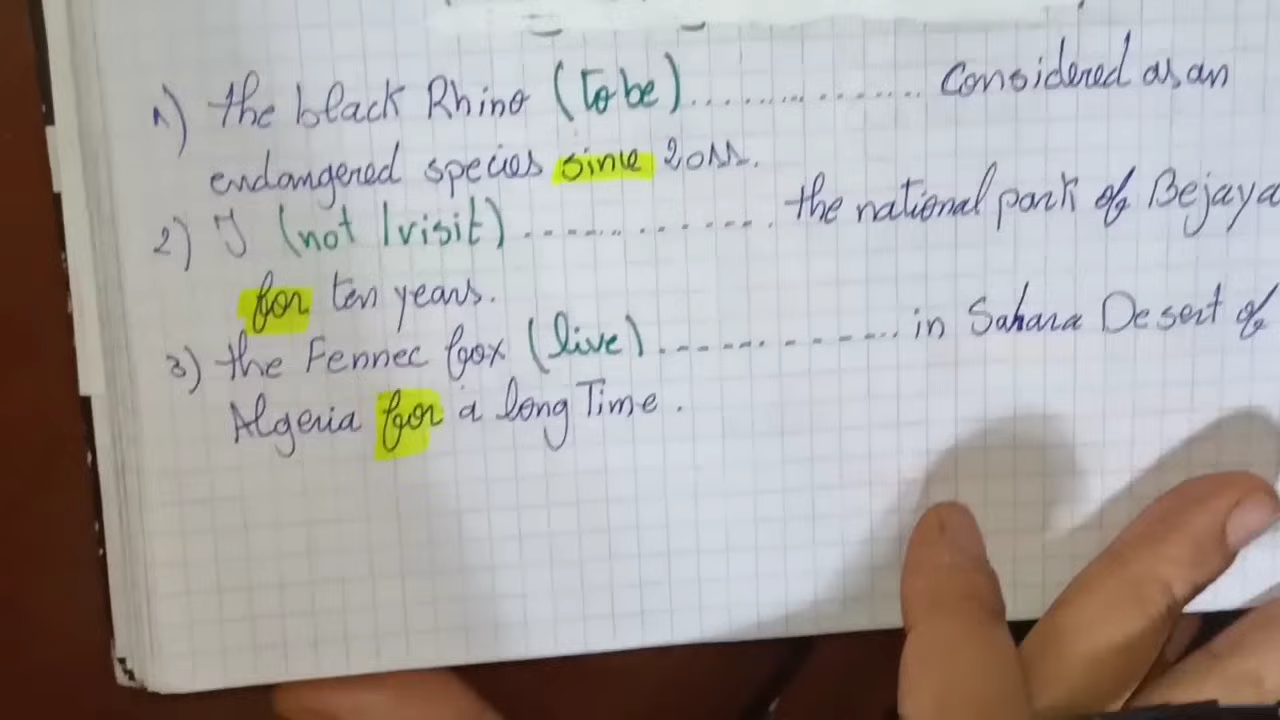 1) the black Rhino (to be)................ Considered as an
endangered species since 2011.
2) I (not / visit) ............... the national park of Bejaya
for ten years.
3) the Fennec fox (live)............... in Sahara Desert of
Algeria for a long Time.